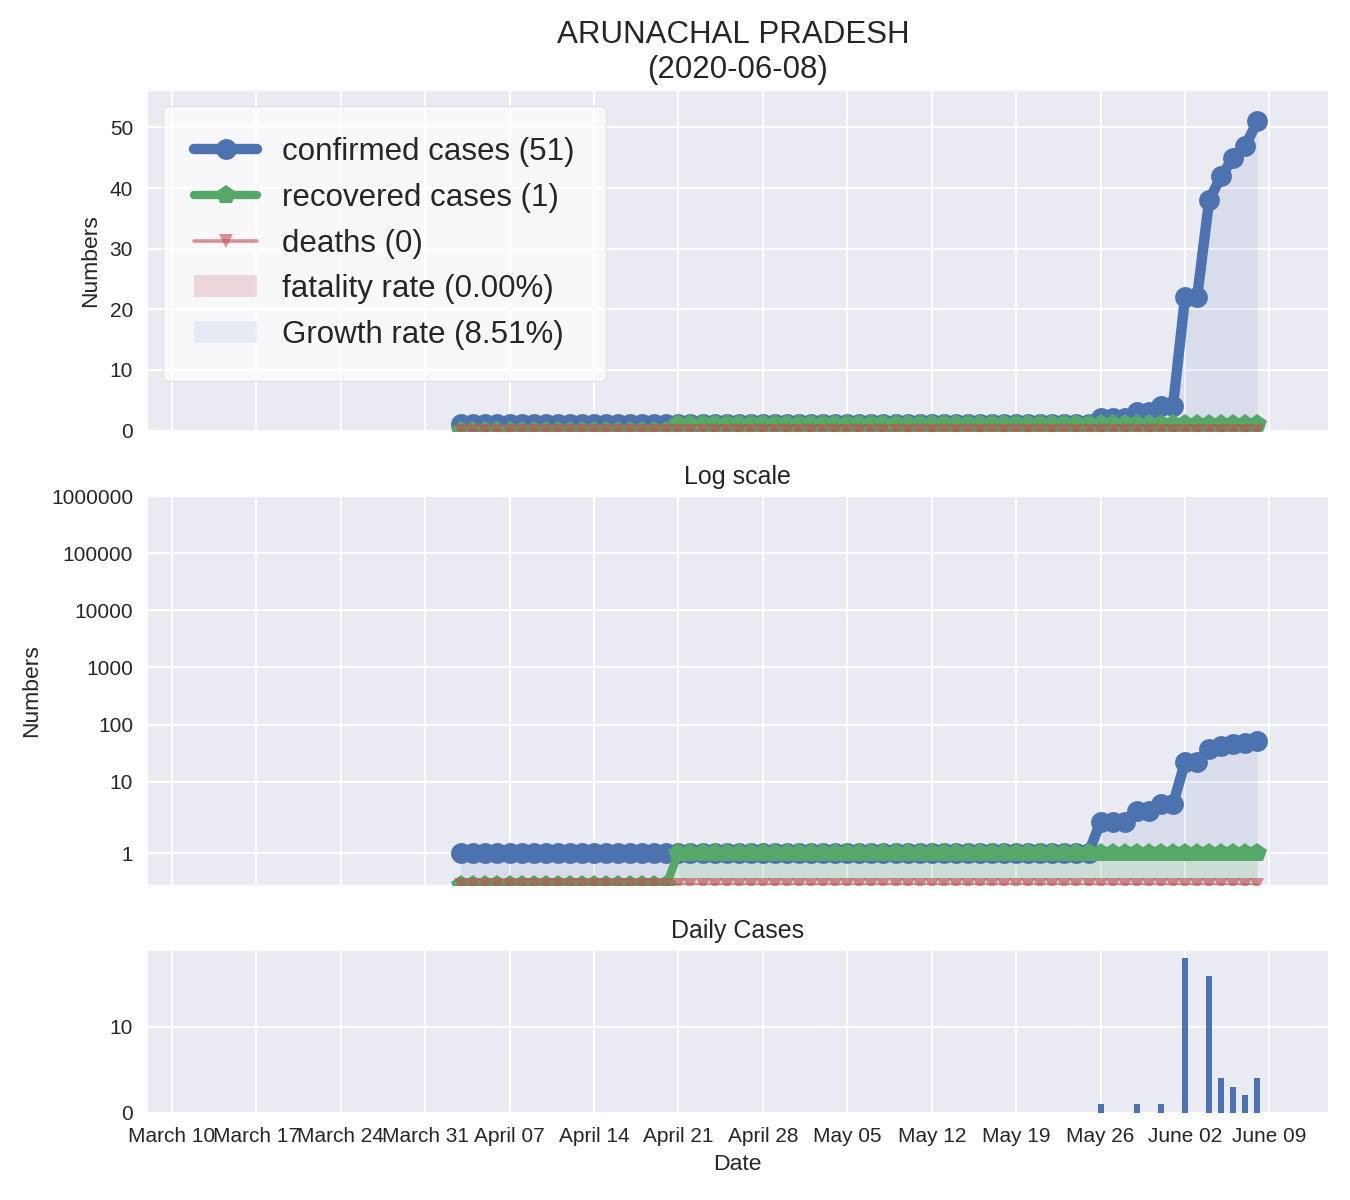 ARUNACHAL PRADESH
(2020-06-08)
Numbers
50
40
30
20
10
0
confirmed cases (51)
recovered cases (1)
deaths (0)
fatality rate (0.00%)
Growth rate (8.51%)
Log scale
Numbers
1000000
100000
10000
1000
100
10
1
Daily Cases
10
0
March 10 March 17 March 24 March 31 April 07 April 14 April 21 April 28 May 05 May 12 May 19 May 26 June 02 June 09
Date